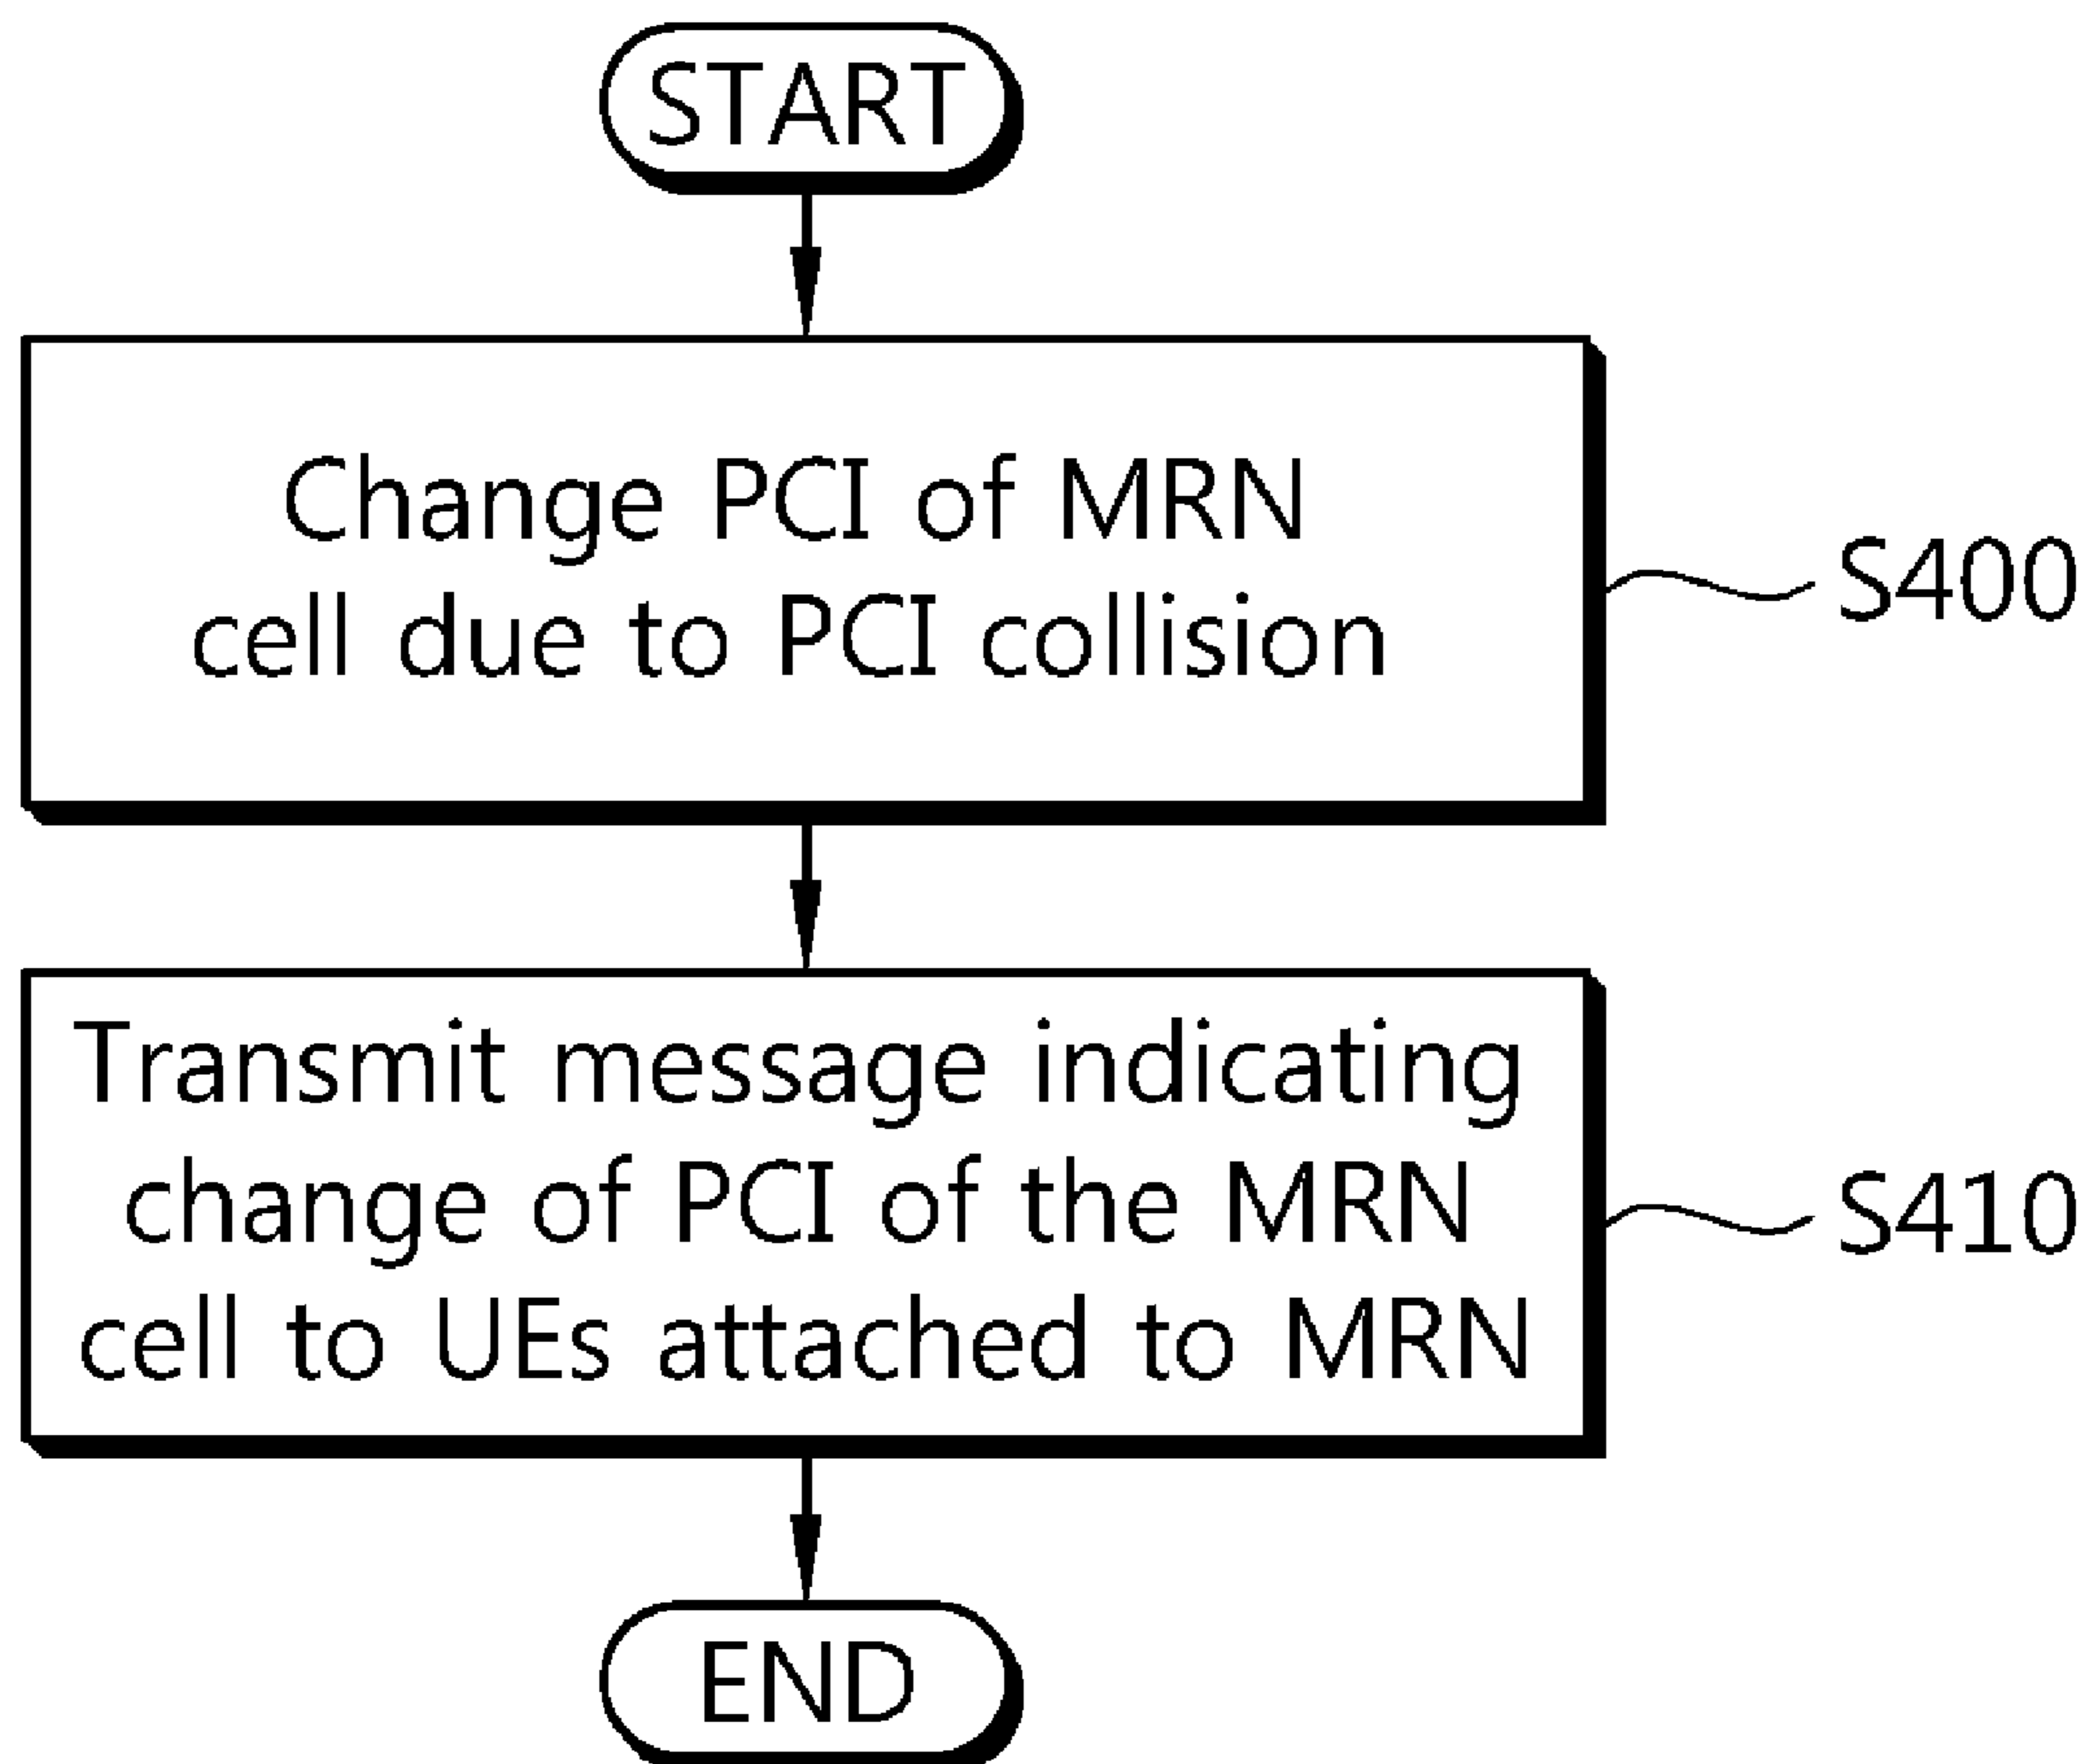 START
Change PCI of MRN
cell due to PCI collision
S400
Transmit message indicating
change of PCI of the MRN
cell to UEs attached to MRN
S410
END